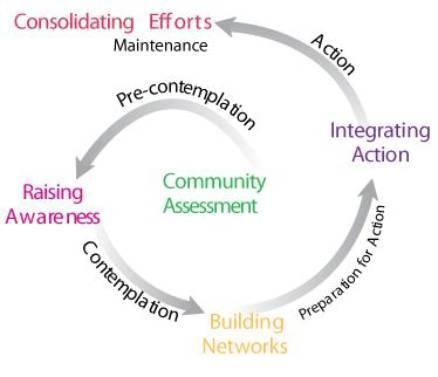 Consolidating Efforts
Maintenance
Action
Pre-contemplation
Integrating
Action
Community
Assessment
Raising
Awareness
Contemplation
Preparation for Action
Building
Networks